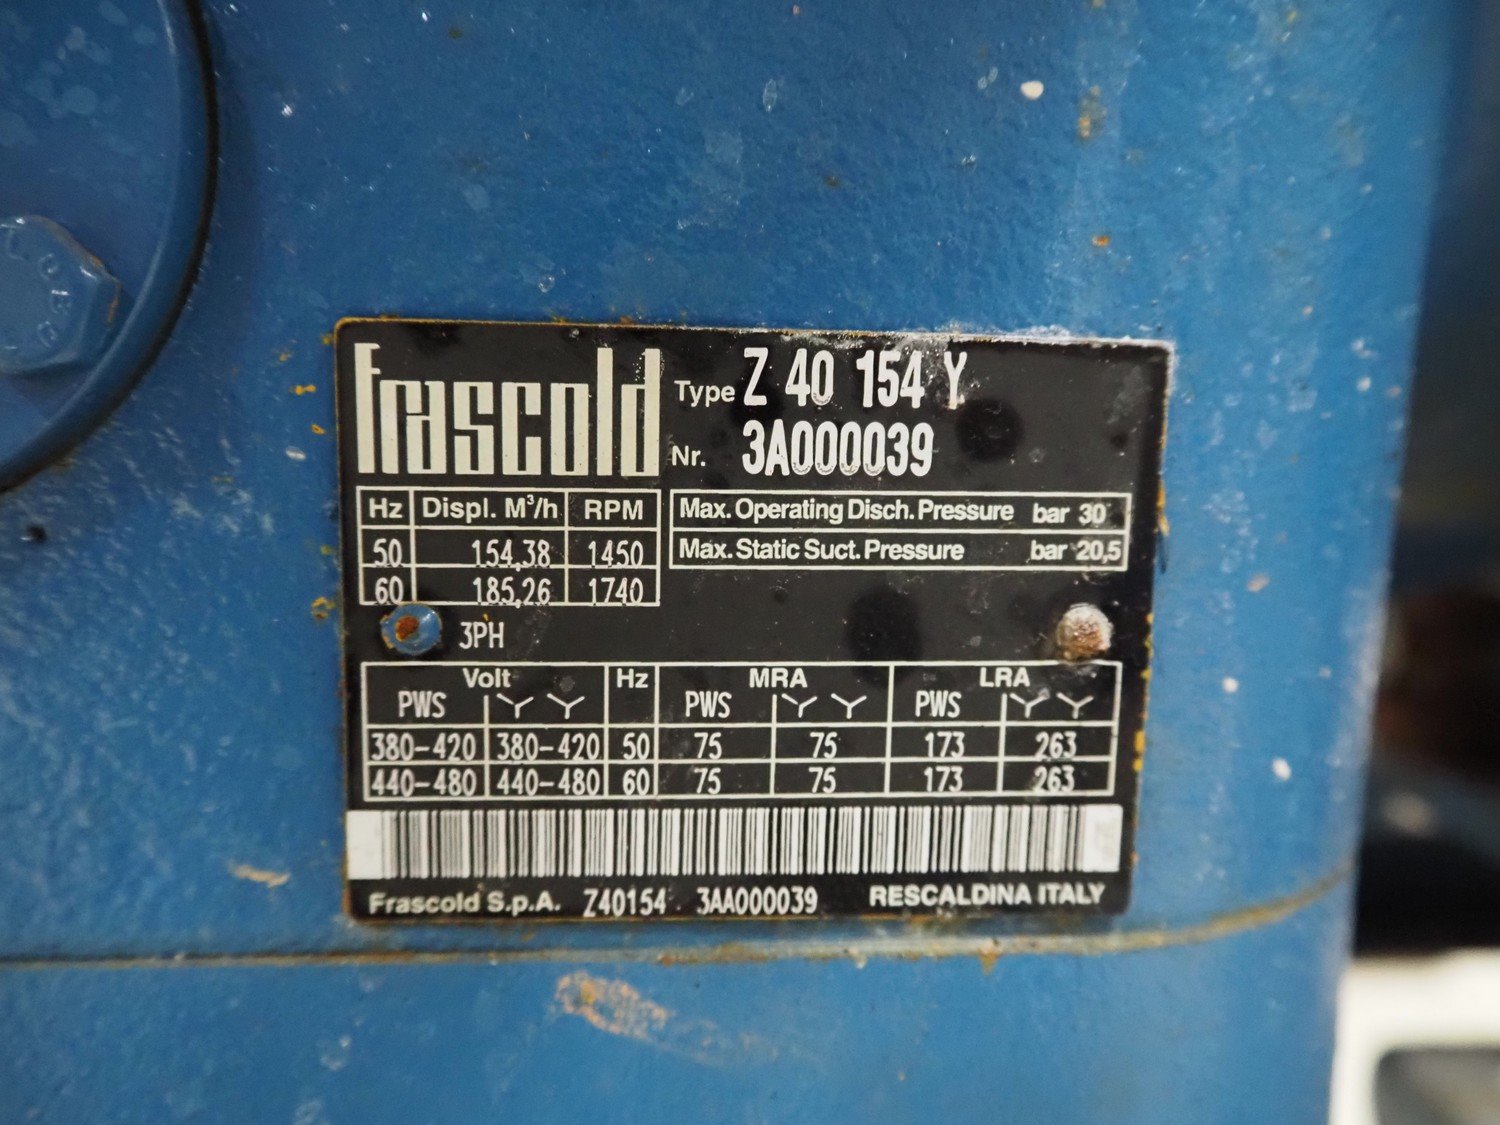 Frascold
Type Z 40 154 Y
Nr. 3A000039
Hz Displ. M³/h RPM
50 154,38 1450
60 185,26 1740
Max. Operating Disch. Pressure bar 30
Max. Static Suct. Pressure bar 20,5
3PH
Volt Hz MRA LRA
PWS PWS PWS
380-420 380-420 50 75 75 173 263
440-480 440-480 60 75 75 173 263
Frascold S.p.A. Z40154 3AA000039 RESCALDINA ITALY